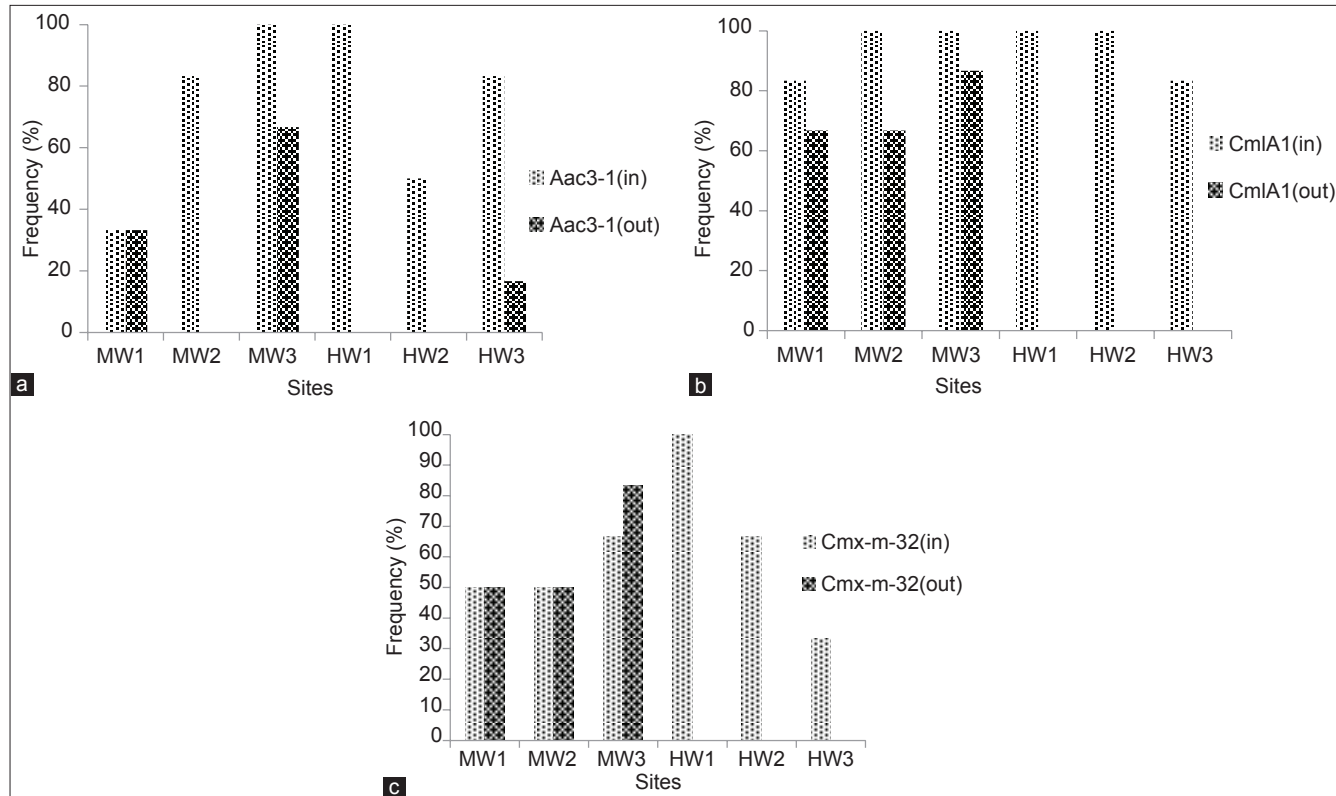 100
80
60
40
20
0
Frequency (%)
MW1 MW2 MW3 HW1 HW2 HW3
Sites
Aac3-1(in)
Aac3-1(out)
a
100
80
60
40
20
0
Frequency (%)
MW1 MW2 MW3 HW1 HW2 HW3
Sites
CmlA1(in)
CmlA1(out)
b
100
90
80
70
60
50
40
30
20
10
0
Frequency (%)
MW1 MW2 MW3 HW1 HW2 HW3
Sites
Cmx-m-32(in)
Cmx-m-32(out)
c